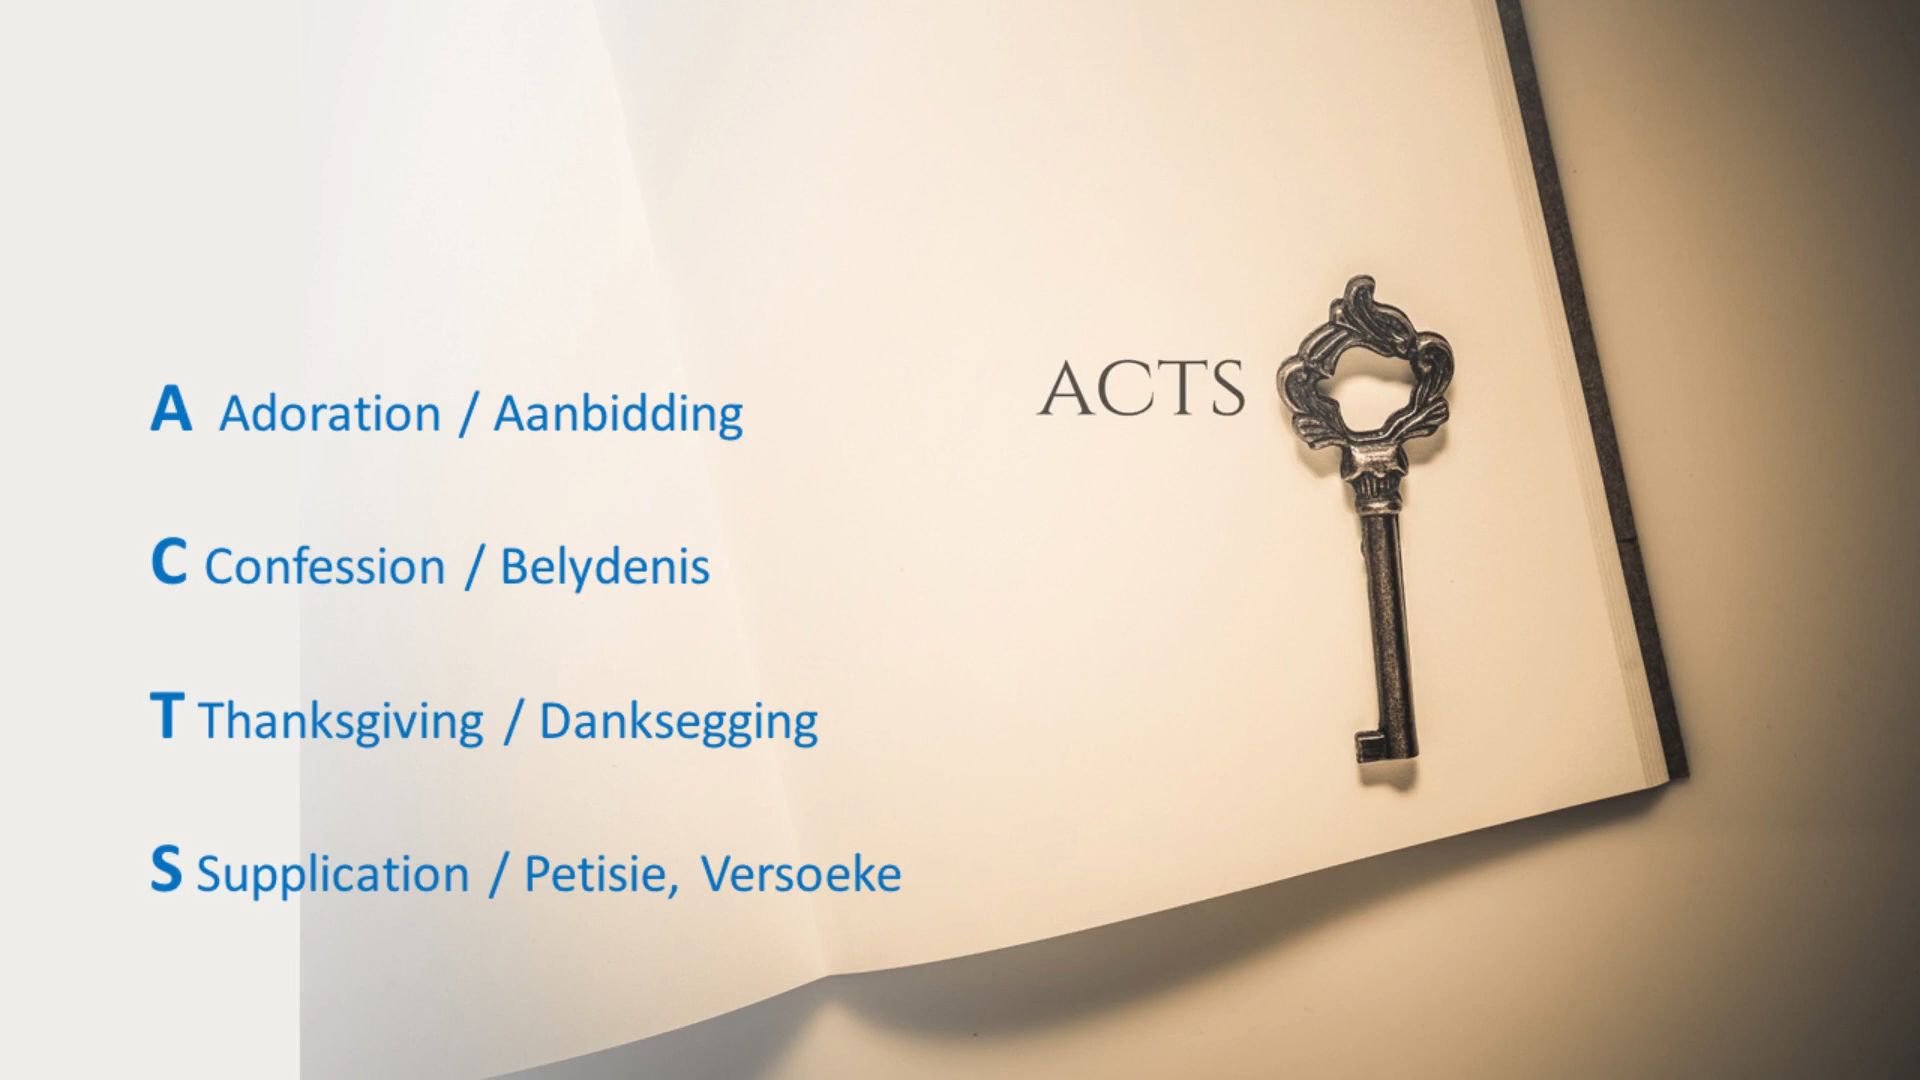 ACTS
A Adoration / Aanbidding
C Confession / Belydenis
T Thanksgiving / Danksegging
S Supplication / Petisie, Versoeke